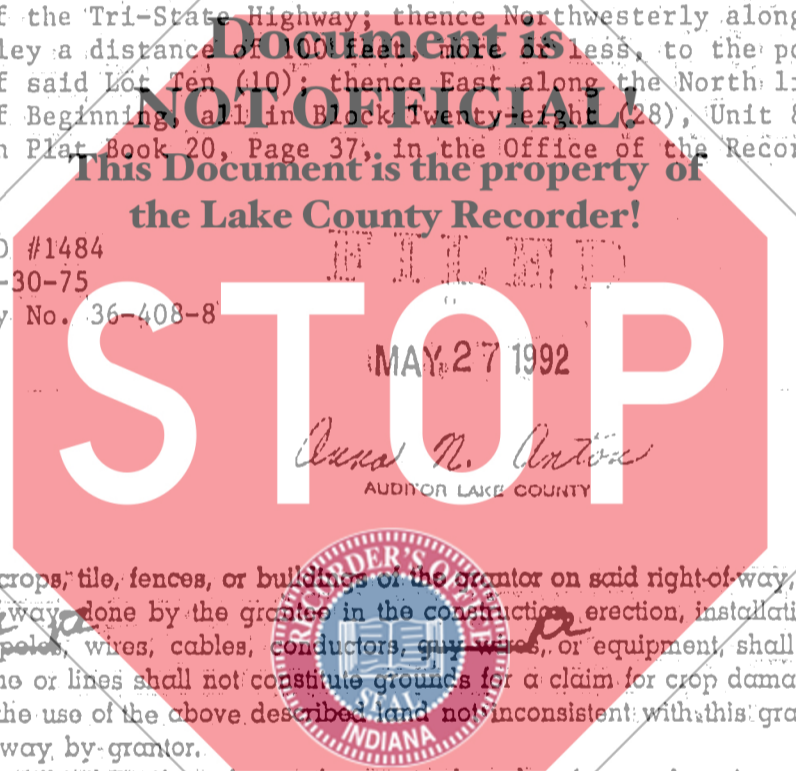 f the Tri-State Highway; thence Northwesterly along
ley a distance of 100 feet, more or less, to the po
f said Lot Ten (10); thence East along the North li
f Beginning, all in Block Twenty-eight (28), Unit 8
n Plat Book 20, Page 37, in the Office of the Recor
Document is
NOT OFFICIAL!
This Document is the property of
the Lake County Recorder!
#1484
-30-75
y No. 36-408-8
FILED
MAY 27 1992
Anna N. Anton
AUDITOR LAKE COUNTY
STOP
crops, tile, fences, or buildings of the grantor on said right-of-way,
way done by the grantee in the construction, erection, installati
poles, wires, cables, conductors, guy wires, or equipment, shall
ne or lines shall not constitute grounds for a claim for crop dama
the use of the above described land not inconsistent with this gra
way, by grantor.
RECORDER'S OFFICE
SEAL
INDIANA